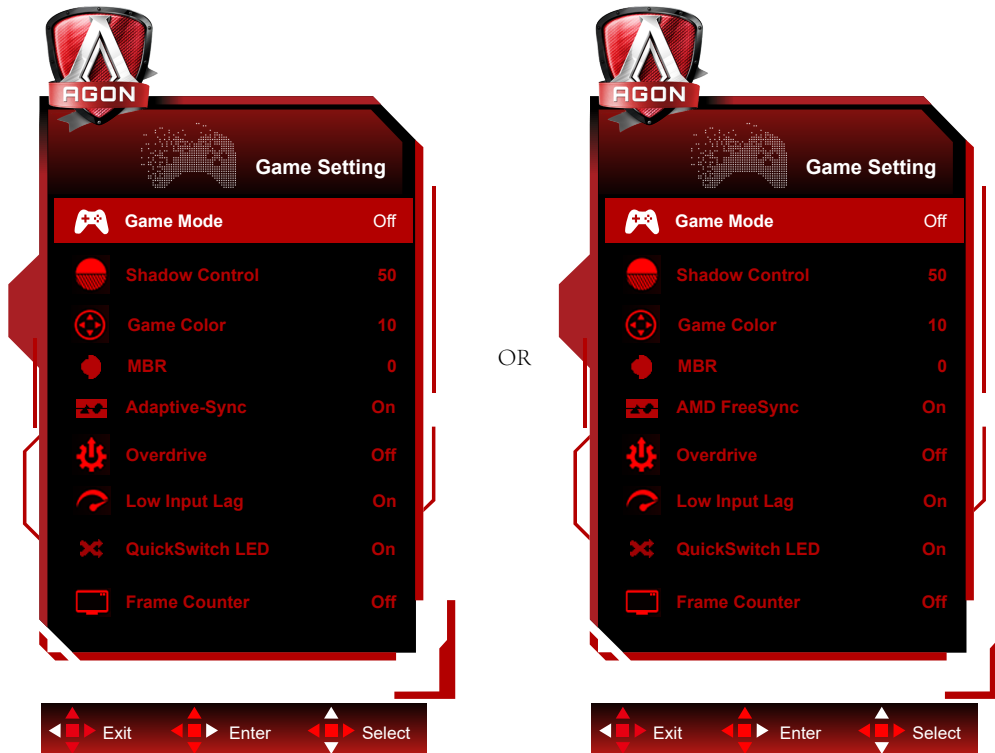 AGON
Game Setting
Game Mode Off
Shadow Control 50
Game Color 10
MBR 0
Adaptive-Sync On
Overdrive Off
Low Input Lag On
QuickSwitch LED On
Frame Counter Off
Exit Enter Select
OR
AGON
Game Setting
Game Mode Off
Shadow Control 50
Game Color 10
MBR 0
AMD FreeSync On
Overdrive Off
Low Input Lag On
QuickSwitch LED On
Frame Counter Off
Exit Enter Select